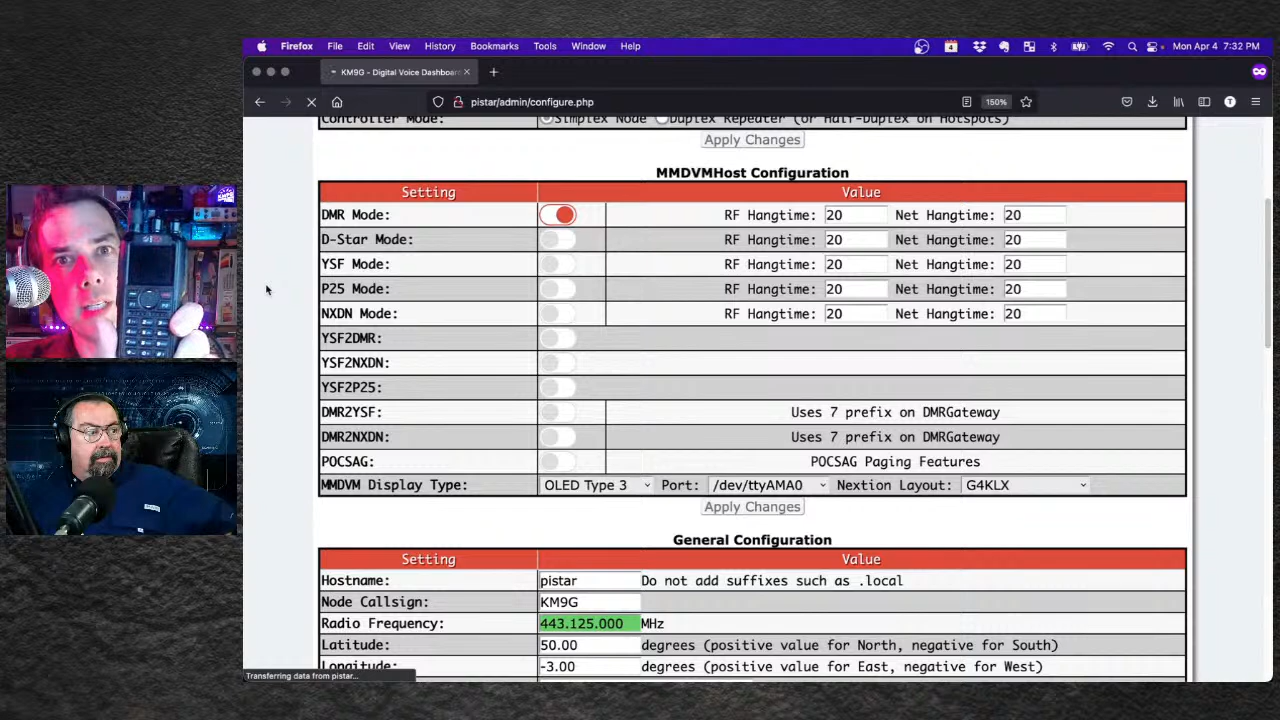 Firefox File Edit View History Bookmarks Tools Window Help Mon Apr 4 7:32 PM
KM9G - Digital Voice Dashboard
pistar/admin/configure.php 150%
Controller Mode: Simplex Node Duplex Repeater (or Half-Duplex on Hotspots)
Apply Changes
MMDVMHost Configuration
Setting Value
DMR Mode: RF Hangtime: 20 Net Hangtime: 20
D-Star Mode: RF Hangtime: 20 Net Hangtime: 20
YSF Mode: RF Hangtime: 20 Net Hangtime: 20
P25 Mode: RF Hangtime: 20 Net Hangtime: 20
NXDN Mode: RF Hangtime: 20 Net Hangtime: 20
YSF2DMR:
YSF2NXDN:
YSF2P25:
DMR2YSF: Uses 7 prefix on DMRGateway
DMR2NXDN: Uses 7 prefix on DMRGateway
POCSAG: POCSAG Paging Features
MMDVM Display Type: OLED Type 3 Port: /dev/ttyAMA0 Nextion Layout: G4KLX
Apply Changes
General Configuration
Setting Value
Hostname: pistar Do not add suffixes such as .local
Node Callsign: KM9G
Radio Frequency: 443.125.000 MHz
Latitude: 50.00 degrees (positive value for North, negative for South)
Longitude: -3.00 degrees (positive value for East, negative for West)
Transferring data from pistar...